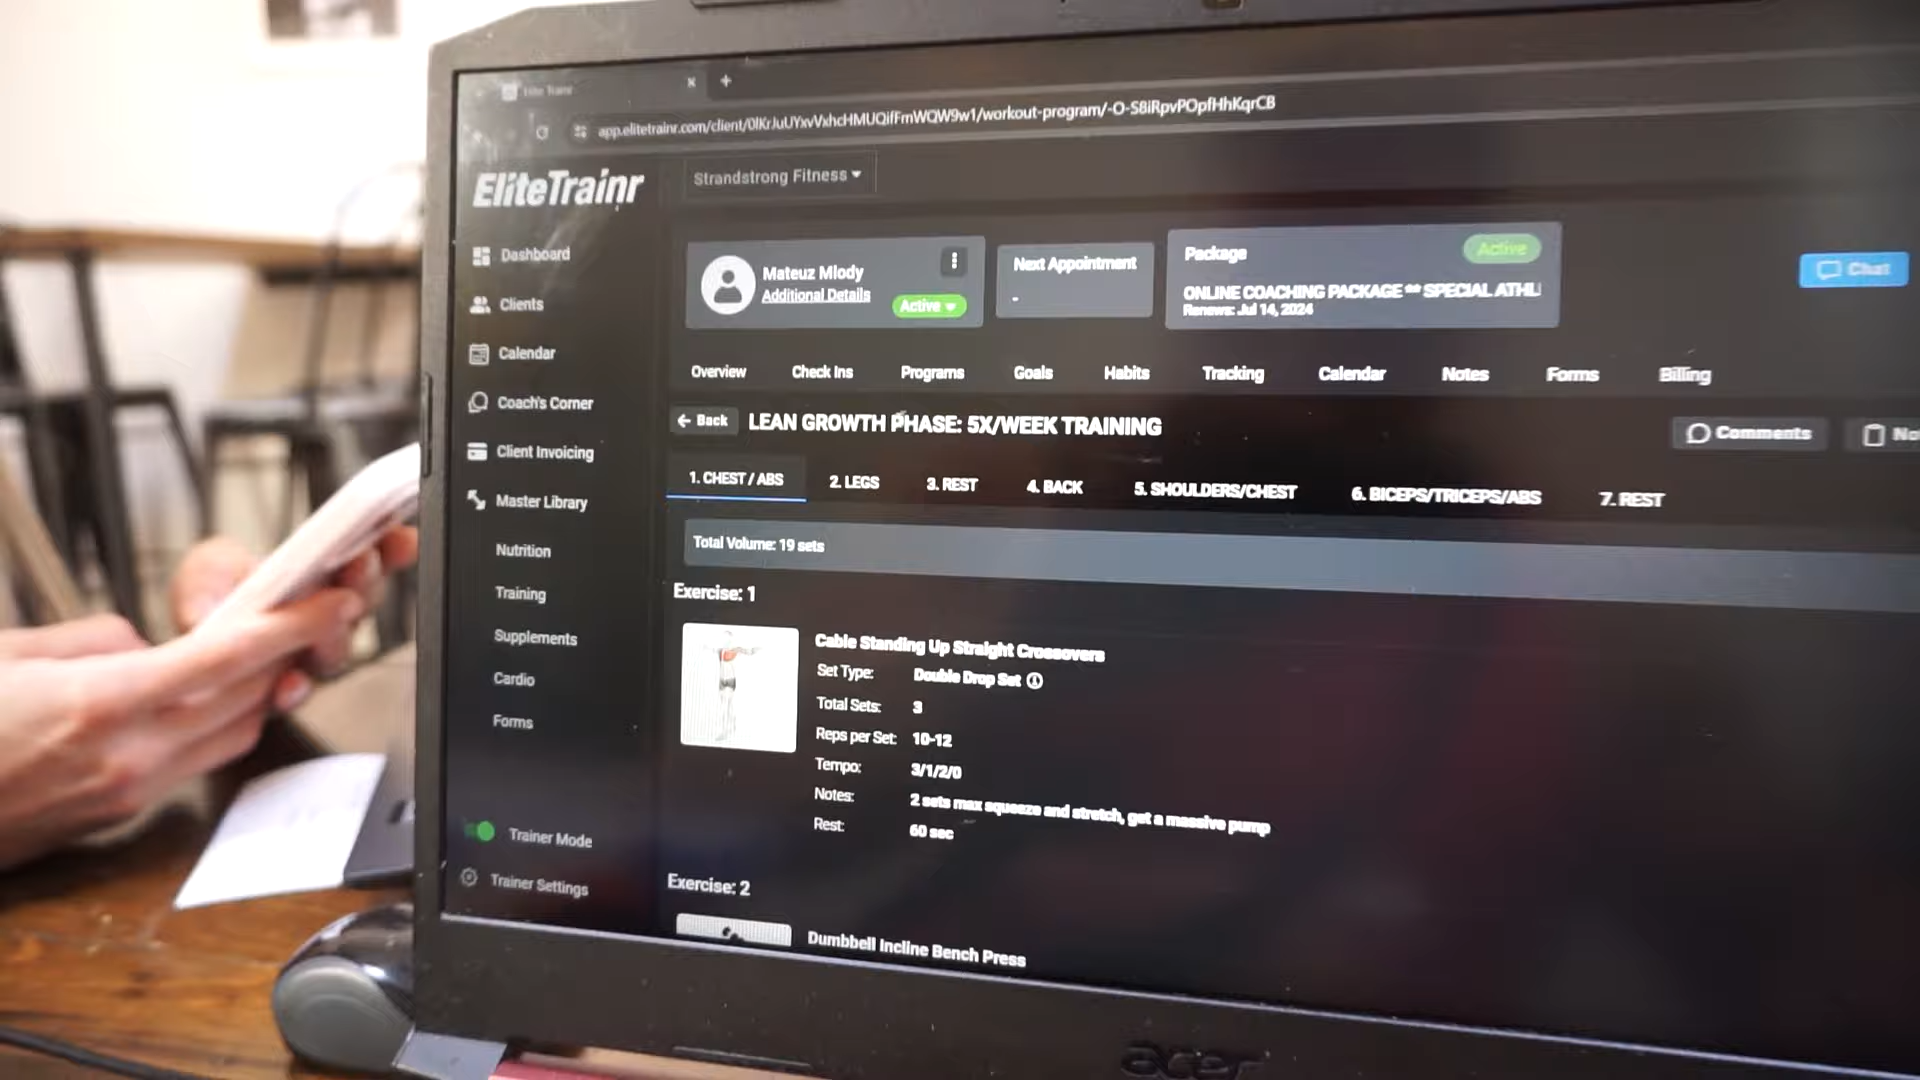 Elite Trainr
app.elitetrainr.com/client/0lKrJuUYxvVxhcHMUQifFmWQW9w1/workout-program/-O-S8iRpvPOpfHhKqrCB
EliteTrainr
Strandstrong Fitness
Dashboard
Clients
Calendar
Coach's Corner
Client Invoicing
Master Library
Nutrition
Training
Supplements
Cardio
Forms
Trainer Mode
Trainer Settings
Mateuz Mlody
Additional Details
Active
Next Appointment
-
Package
Active
ONLINE COACHING PACKAGE ** SPECIAL ATHL
Renews: Jul 14, 2024
Chat
Overview Check Ins Programs Goals Habits Tracking Calendar Notes Forms Billing
Back
LEAN GROWTH PHASE: 5X/WEEK TRAINING
Comments
1. CHEST / ABS 2. LEGS 3. REST 4. BACK 5. SHOULDERS/CHEST 6. BICEPS/TRICEPS/ABS 7. REST
Total Volume: 19 sets
Exercise: 1
Cable Standing Up Straight Crossovers
Set Type: Double Drop Set
Total Sets: 3
Reps per Set: 10-12
Tempo: 3/1/2/0
Notes: 2 sets max squeeze and stretch, get a massive pump
Rest: 60 sec
Exercise: 2
Dumbbell Incline Bench Press
acer